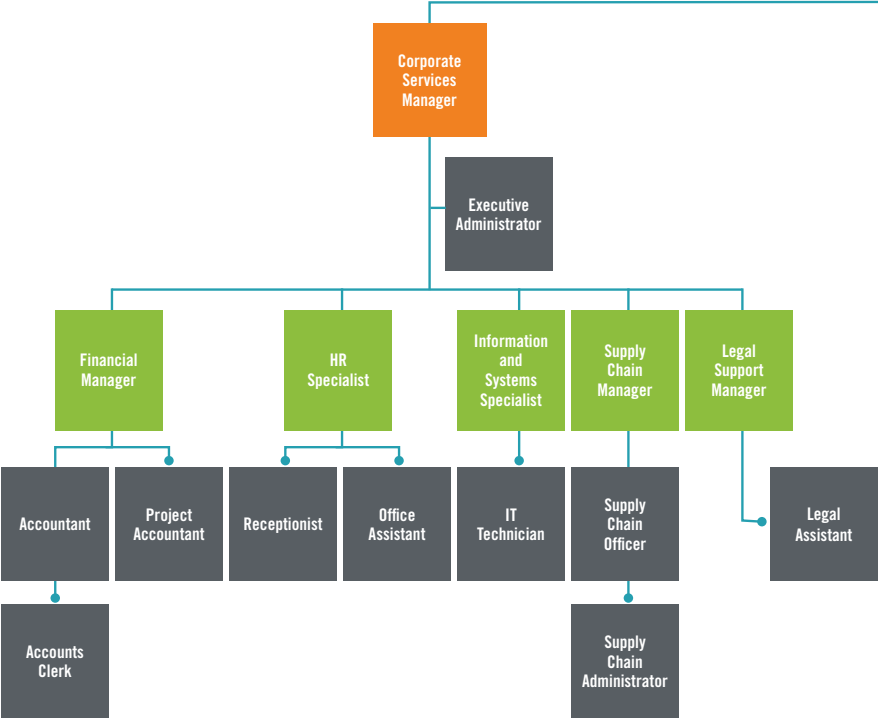 Corporate
Services
Manager
Executive
Administrator
Financial
Manager
HR
Specialist
Information
and
Systems
Specialist
Supply
Chain
Manager
Legal
Support
Manager
Accountant
Project
Accountant
Receptionist
Office
Assistant
IT
Technician
Supply
Chain
Officer
Legal
Assistant
Accounts
Clerk
Supply
Chain
Administrator